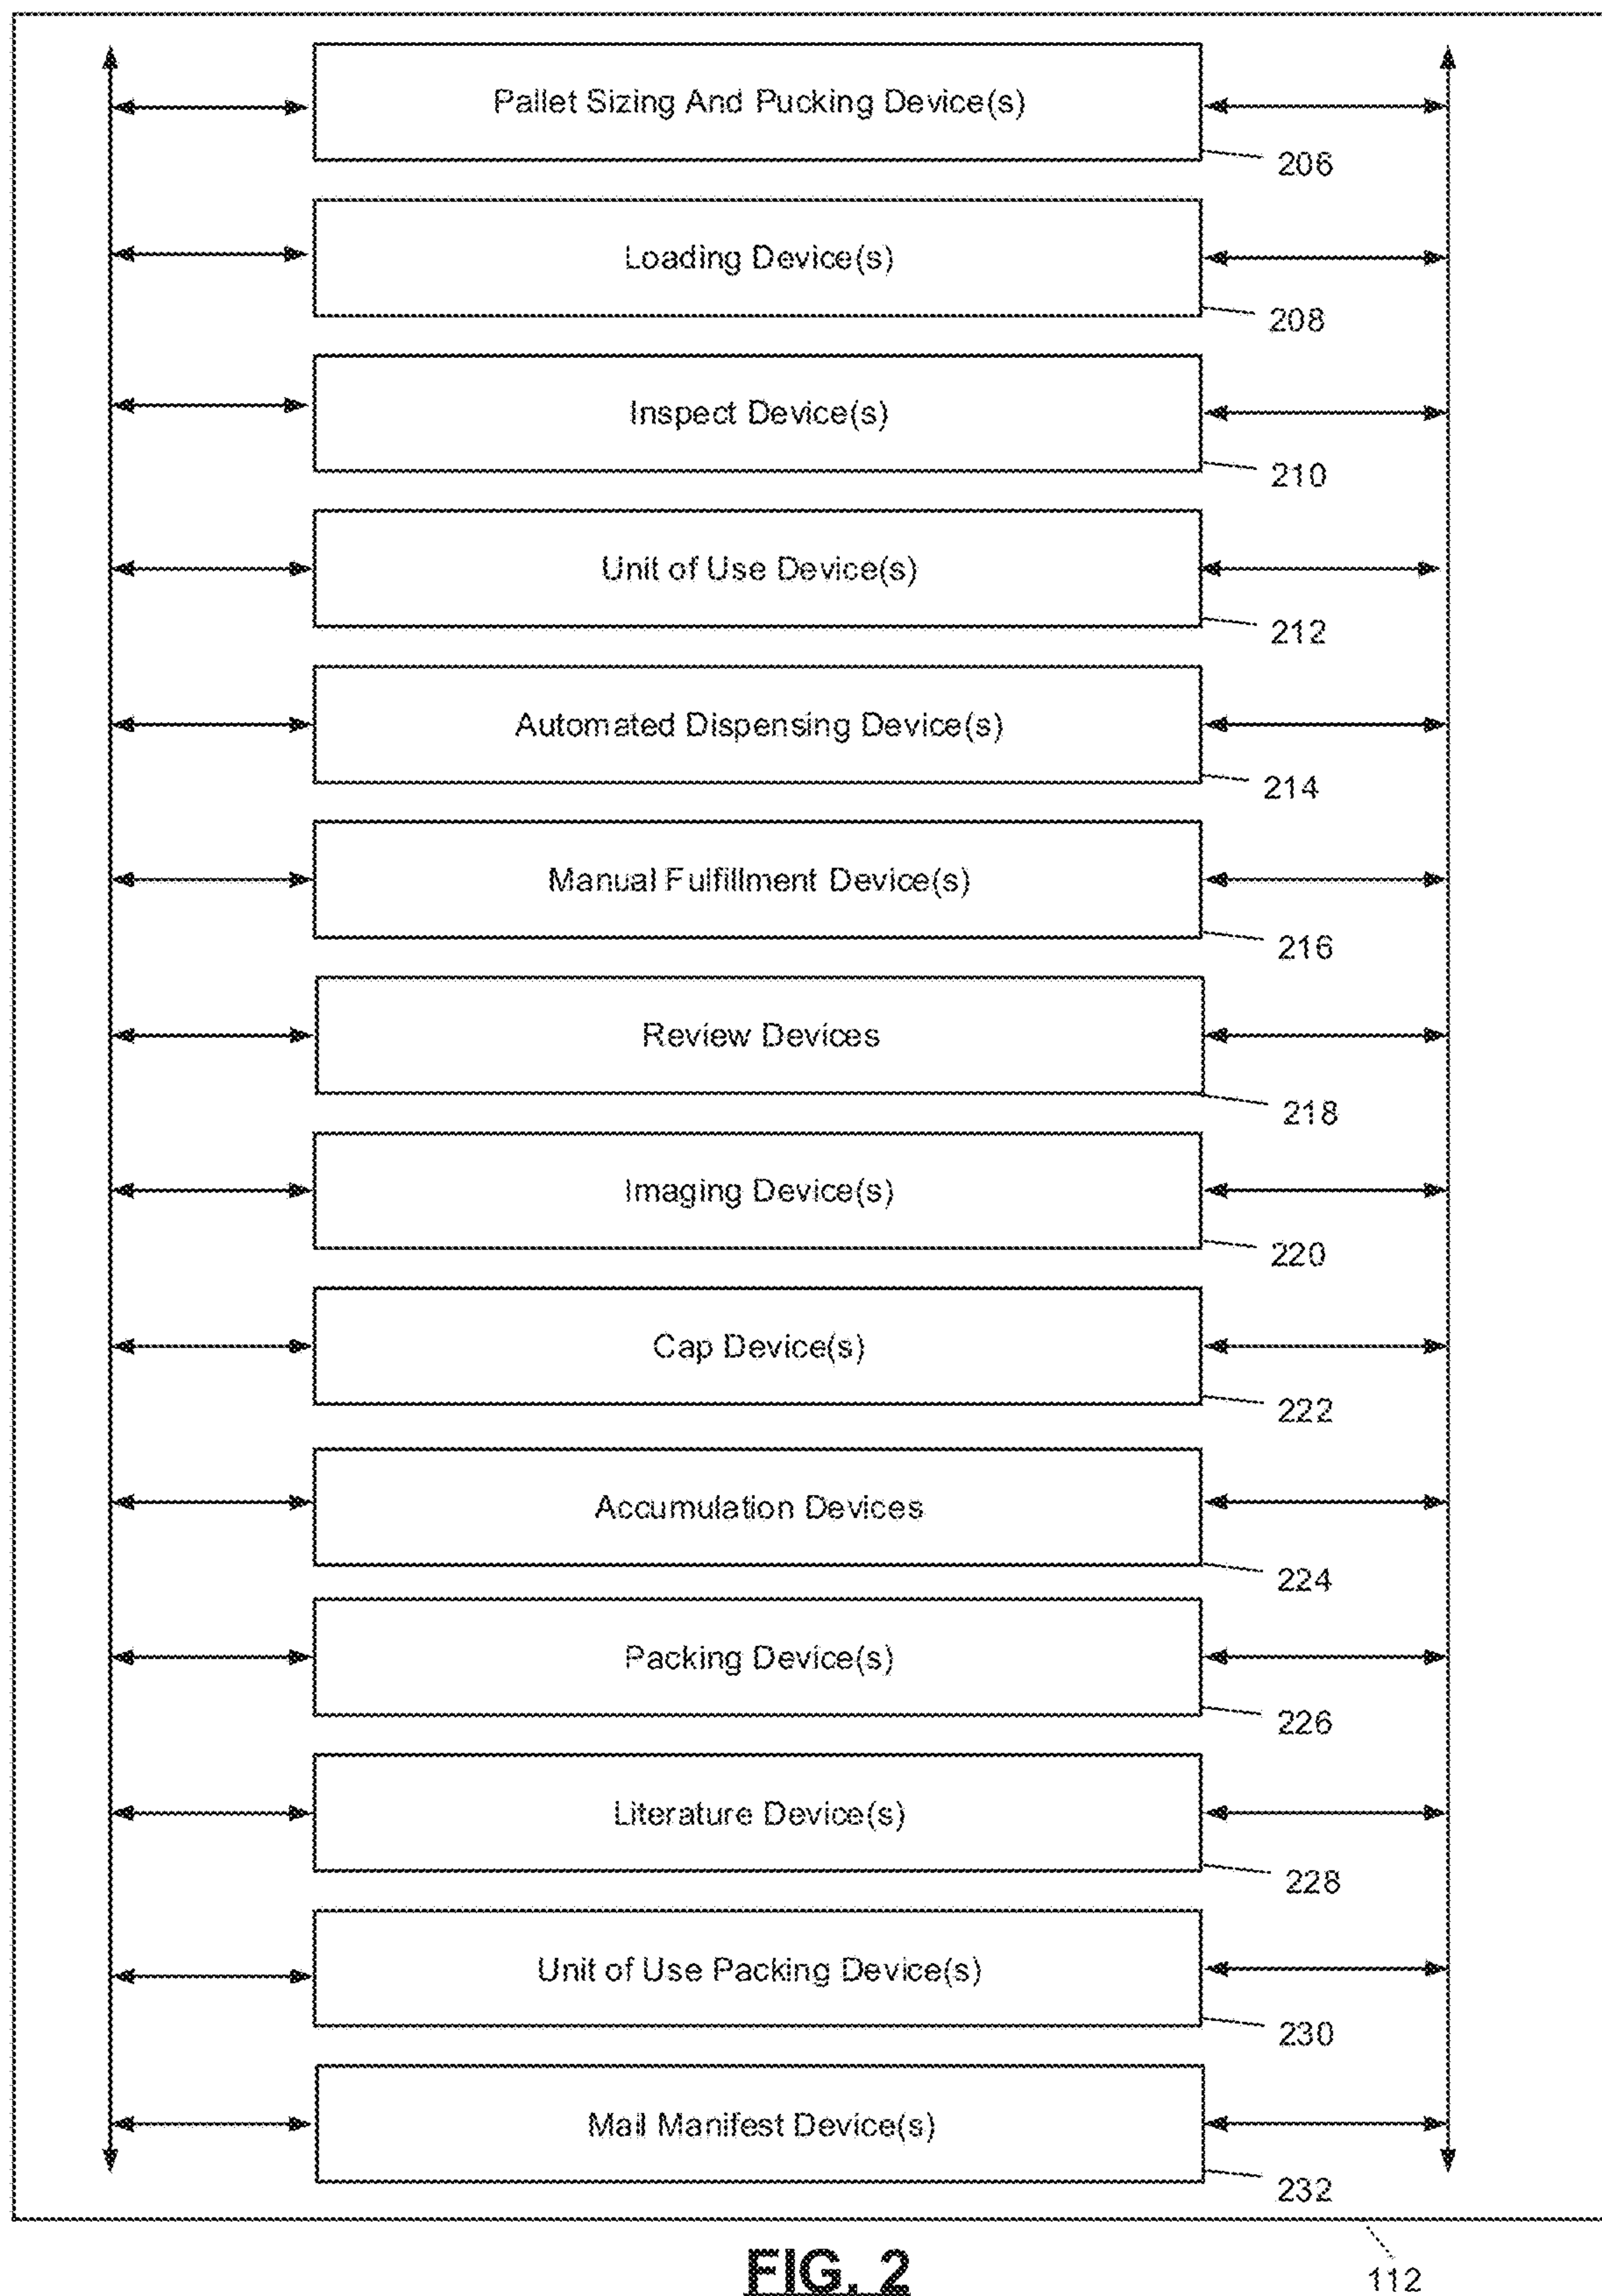 Pallet Sizing And Pucking Device(s)
206
Loading Device(s)
208
Inspect Device(s)
210
Unit of Use Device(s)
212
Automated Dispensing Device(s)
214
Manual Fulfillment Device(s)
216
Review Devices
218
Imaging Device(s)
220
Cap Device(s)
222
Accumulation Devices
224
Packing Device(s)
226
Literature Device(s)
228
Unit of Use Packing Device(s)
230
Mail Manifest Device(s)
232
FIG. 2
112